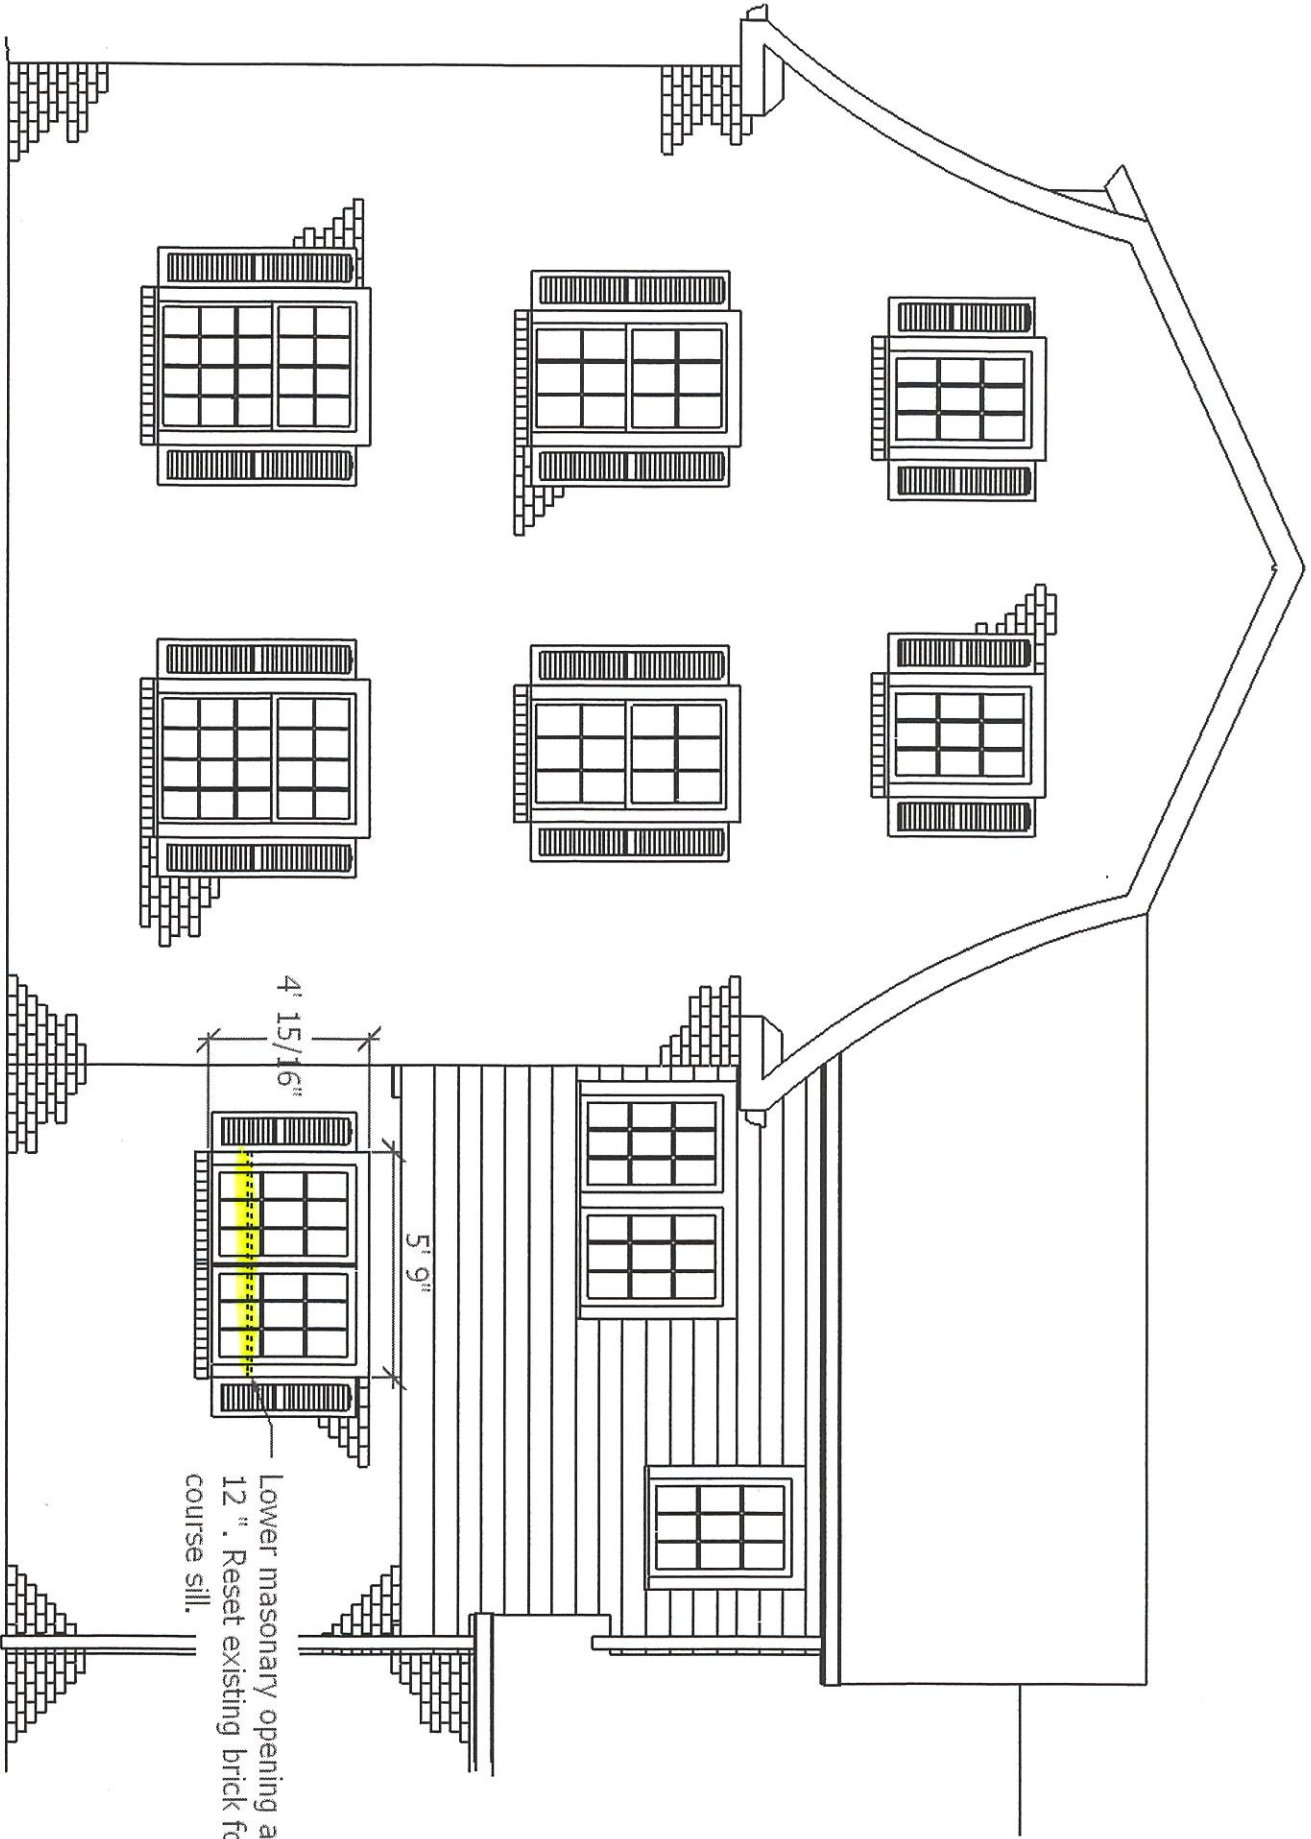 5' 9"
4' 15/16"
Lower masonary opening a
12 ". Reset existing brick fo
course sill.